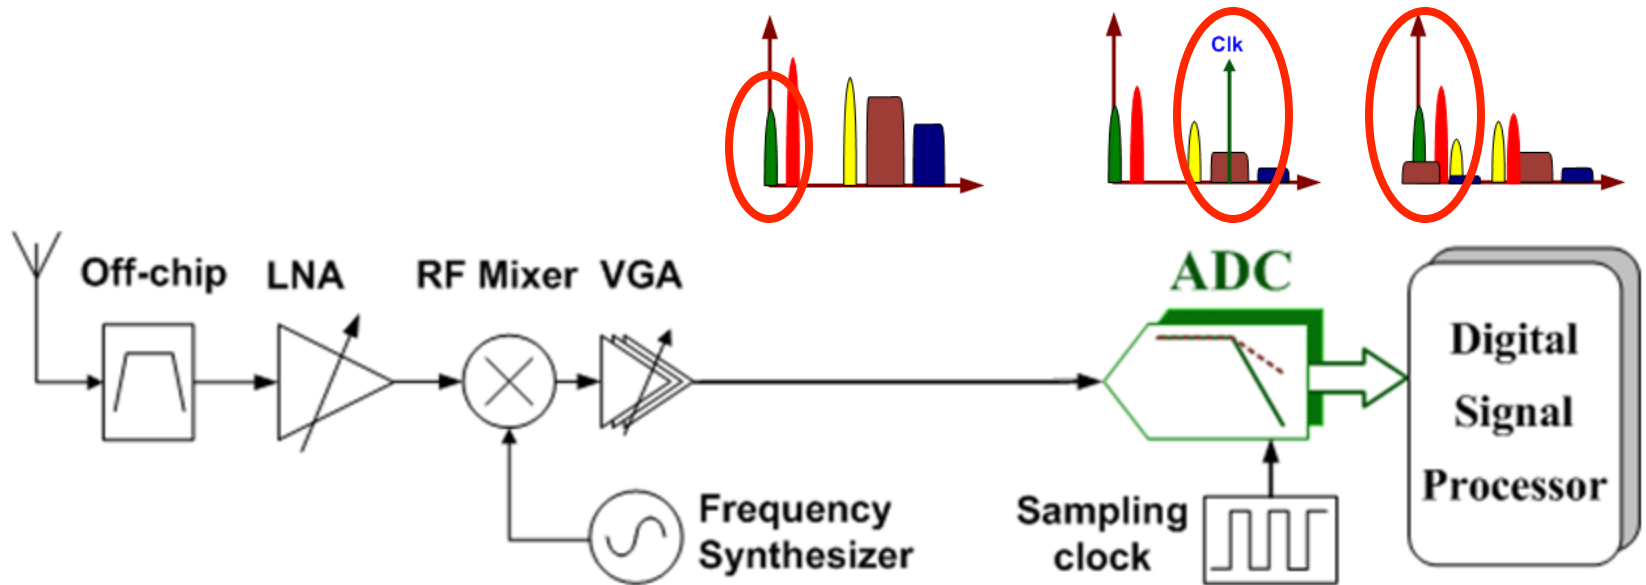 Clk
Off-chip
LNA
RF Mixer
VGA
ADC
Digital
Signal
Processor
Frequency
Synthesizer
Sampling
clock